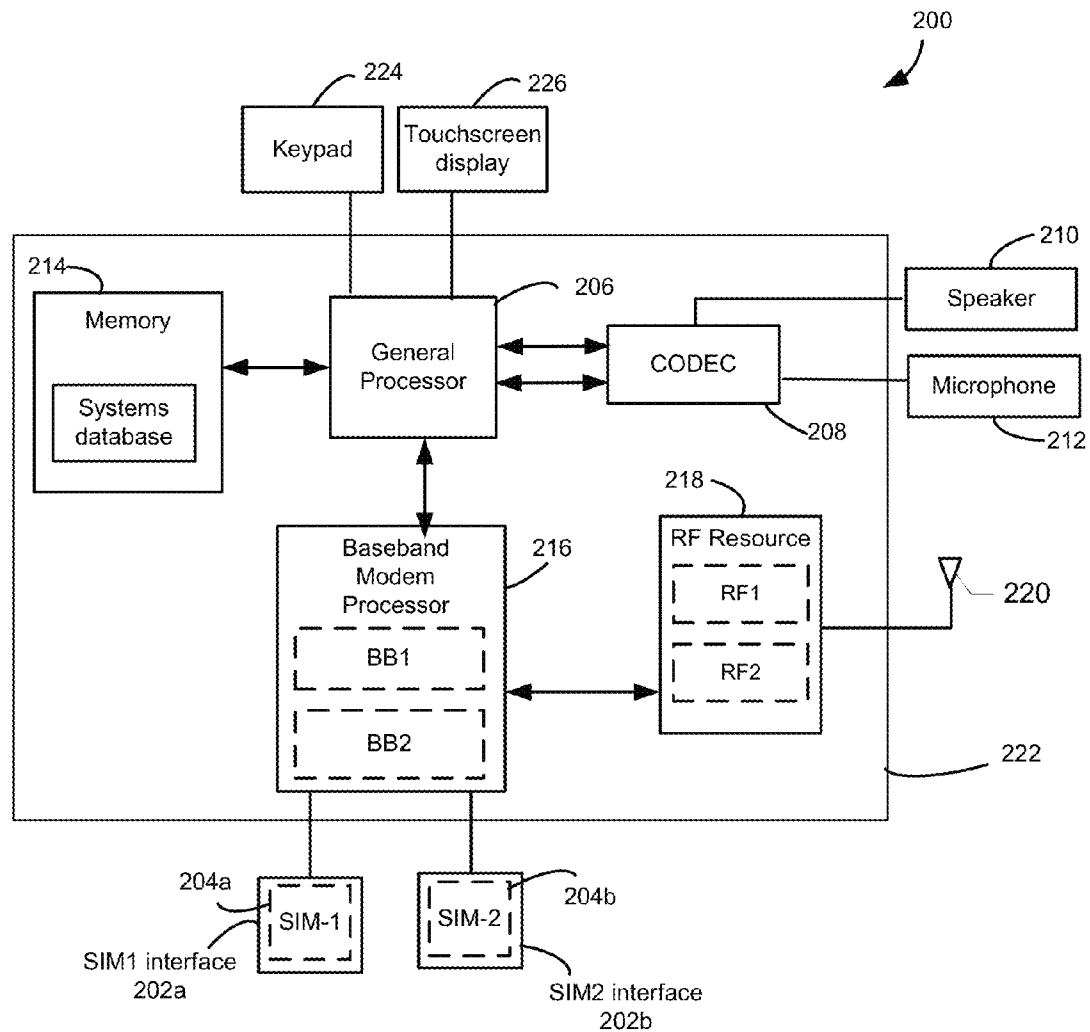 200
224
226
Keypad
Touchscreen
display
214
206
210
Memory
Speaker
General
Processor
CODEC
Systems
database
Microphone
208
212
218
Baseband
Modem
Processor
216
RF Resource
RF1
220
BB1
RF2
BB2
222
204a
204b
SIM-1
SIM-2
SIM1 interface
202a
SIM2 interface
202b